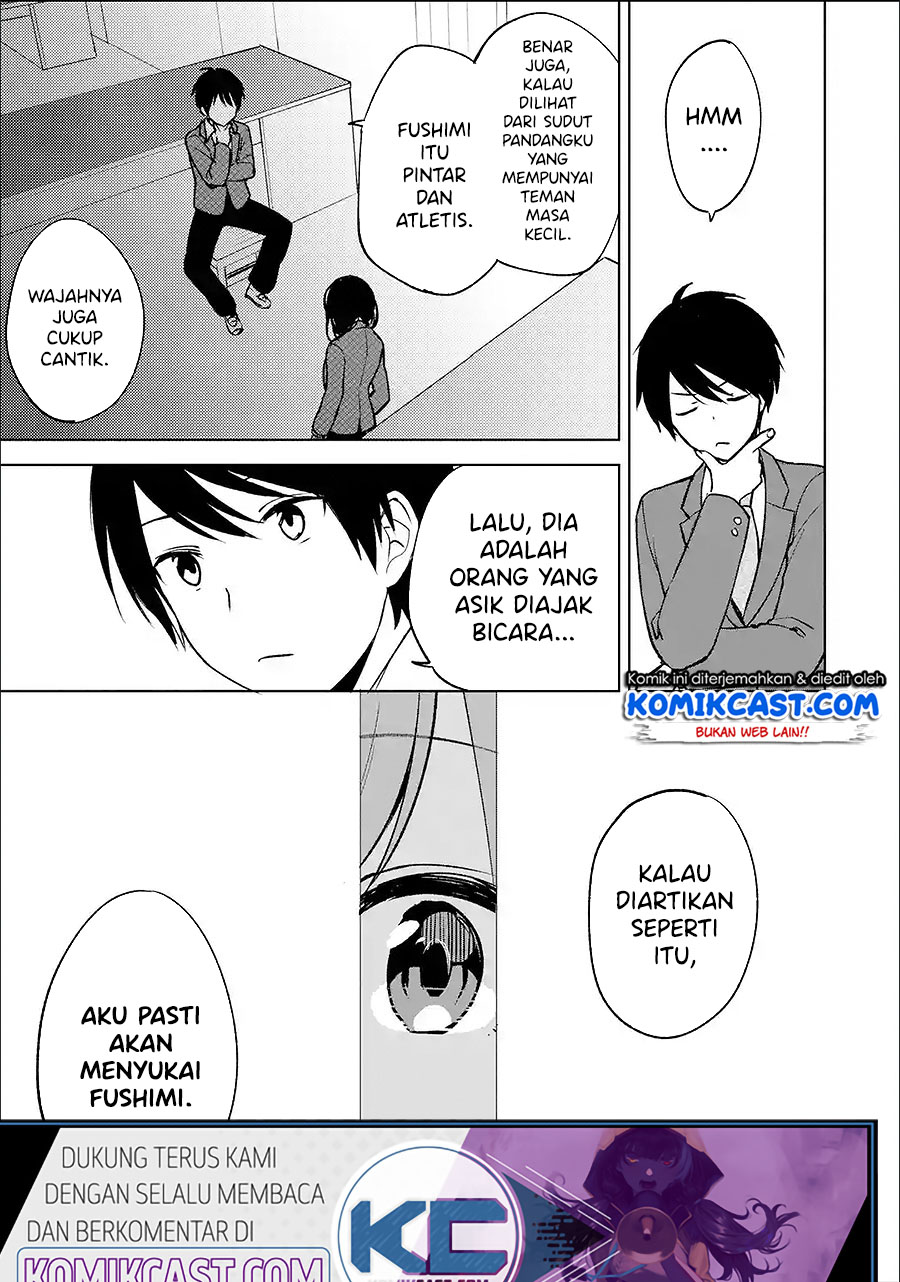 HMM
....
BENAR
JUGA,
KALAU
DILIHAT
DARI SUDUT
PANDANGKU
YANG
MEMPUNYAI
TEMAN
MASA
KECIL.
FUSHIMI
ITU
PINTAR
DAN
ATLETIS.
WAJAHNYA
JUGA
CUKUP
CANTIK.
LALU, DIA
ADALAH
ORANG YANG
ASIK DIAJAK
BICARA...
Komik ini diterjemahkan & diedit oleh
KOMIKCAST.COM
BUKAN WEB LAIN!!
KALAU
DIARTIKAN
SEPERTI
ITU,
AKU PASTI
AKAN
MENYUKAI
FUSHIMI.
DUKUNG TERUS KAMI
DENGAN SELALU MEMBACA
DAN BERKOMENTAR DI
KOMIKCAST.COM
KC